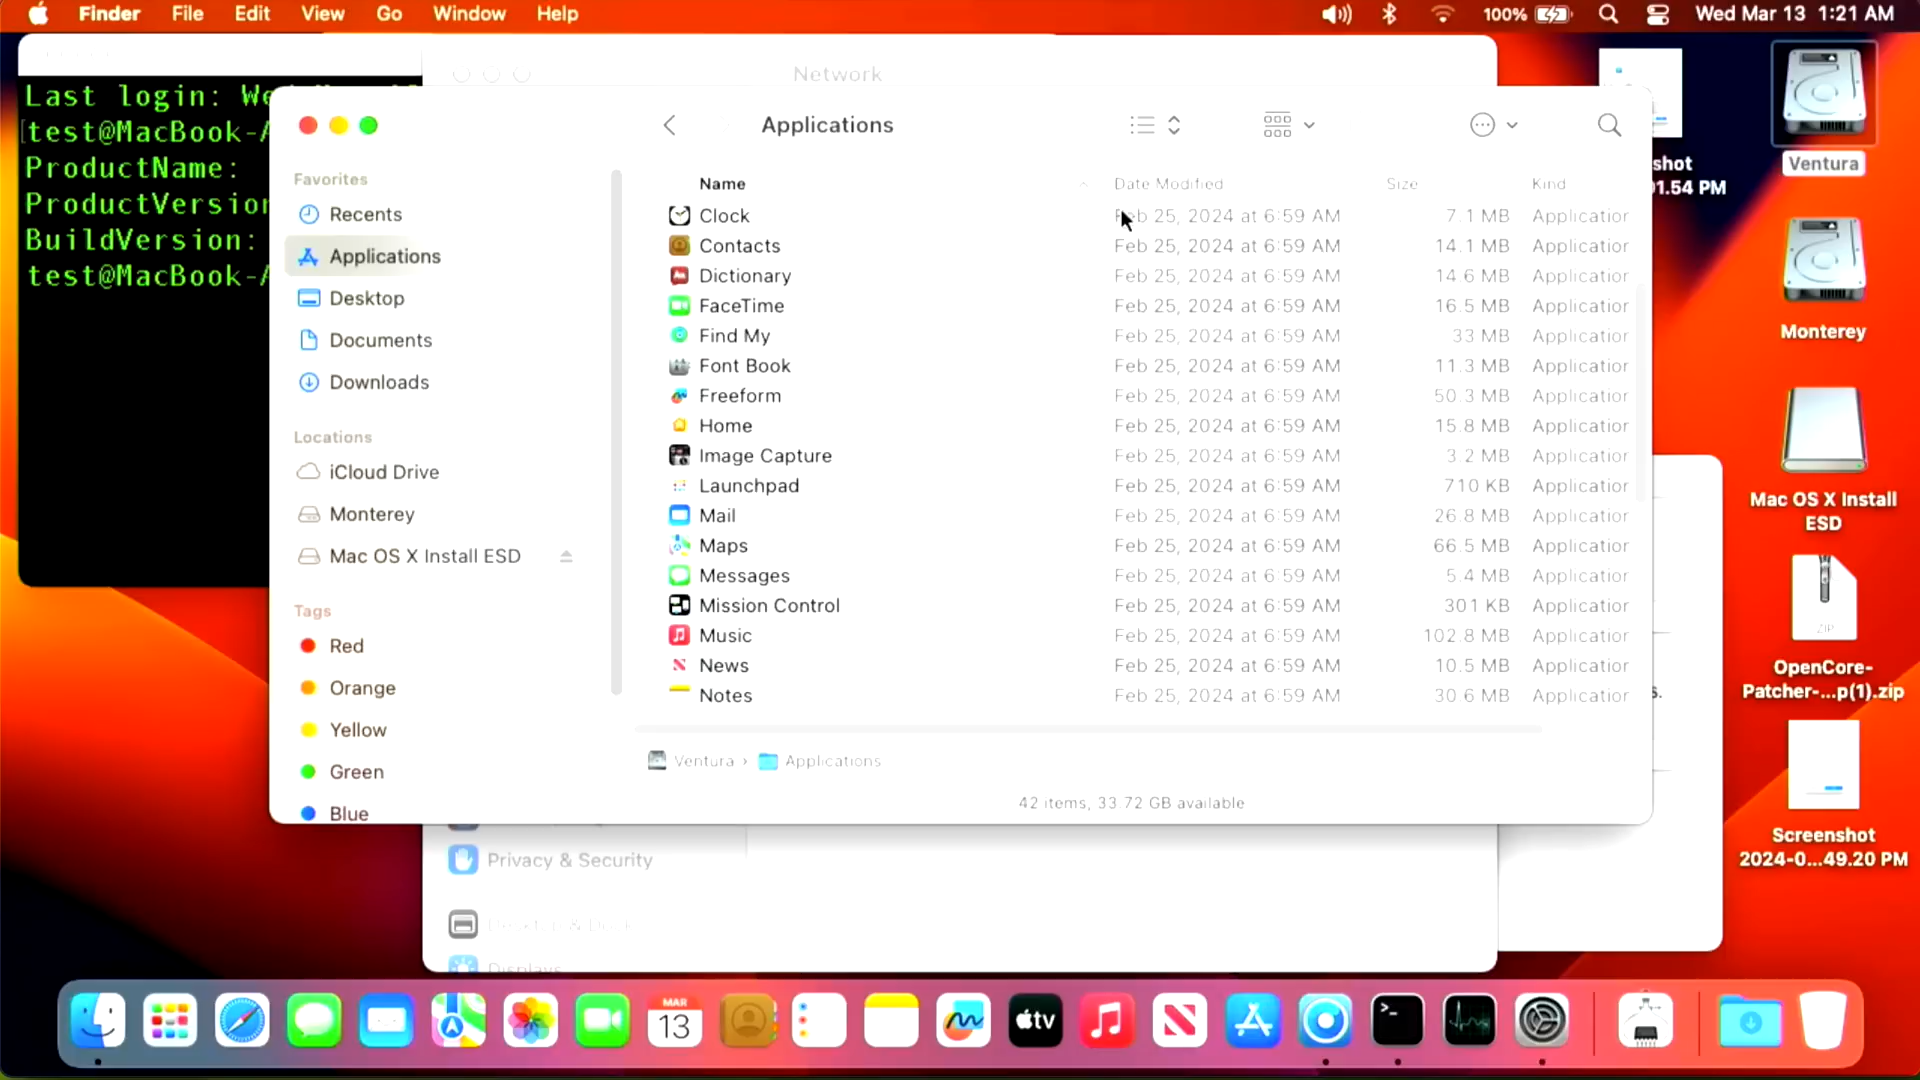 Finder File Edit View Go Window Help
100% Wed Mar 13 1:21 AM
Network
Last login: We
test@MacBook-A
ProductName:
ProductVersion
BuildVersion:
test@MacBook-A
Applications
Favorites
Recents
Applications
Desktop
Documents
Downloads
Locations
iCloud Drive
Monterey
Mac OS X Install ESD
Tags
Red
Orange
Yellow
Green
Blue
Name Date Modified Size Kind
Clock Feb 25, 2024 at 6:59 AM 7.1 MB Application
Contacts Feb 25, 2024 at 6:59 AM 14.1 MB Application
Dictionary Feb 25, 2024 at 6:59 AM 14.6 MB Application
FaceTime Feb 25, 2024 at 6:59 AM 16.5 MB Application
Find My Feb 25, 2024 at 6:59 AM 33 MB Application
Font Book Feb 25, 2024 at 6:59 AM 11.3 MB Application
Freeform Feb 25, 2024 at 6:59 AM 50.3 MB Application
Home Feb 25, 2024 at 6:59 AM 15.8 MB Application
Image Capture Feb 25, 2024 at 6:59 AM 3.2 MB Application
Launchpad Feb 25, 2024 at 6:59 AM 710 KB Application
Mail Feb 25, 2024 at 6:59 AM 26.8 MB Application
Maps Feb 25, 2024 at 6:59 AM 66.5 MB Application
Messages Feb 25, 2024 at 6:59 AM 5.4 MB Application
Mission Control Feb 25, 2024 at 6:59 AM 301 KB Application
Music Feb 25, 2024 at 6:59 AM 102.8 MB Application
News Feb 25, 2024 at 6:59 AM 10.5 MB Application
Notes Feb 25, 2024 at 6:59 AM 30.6 MB Application
Ventura › Applications
42 items, 33.72 GB available
Privacy & Security
Desktop & Dock
Displays
shot
01.54 PM
Ventura
Monterey
Mac OS X Install
ESD
ZIP
OpenCore-
Patcher-...p(1).zip
s.
Screenshot
2024-0...49.20 PM
MAR
13
tv